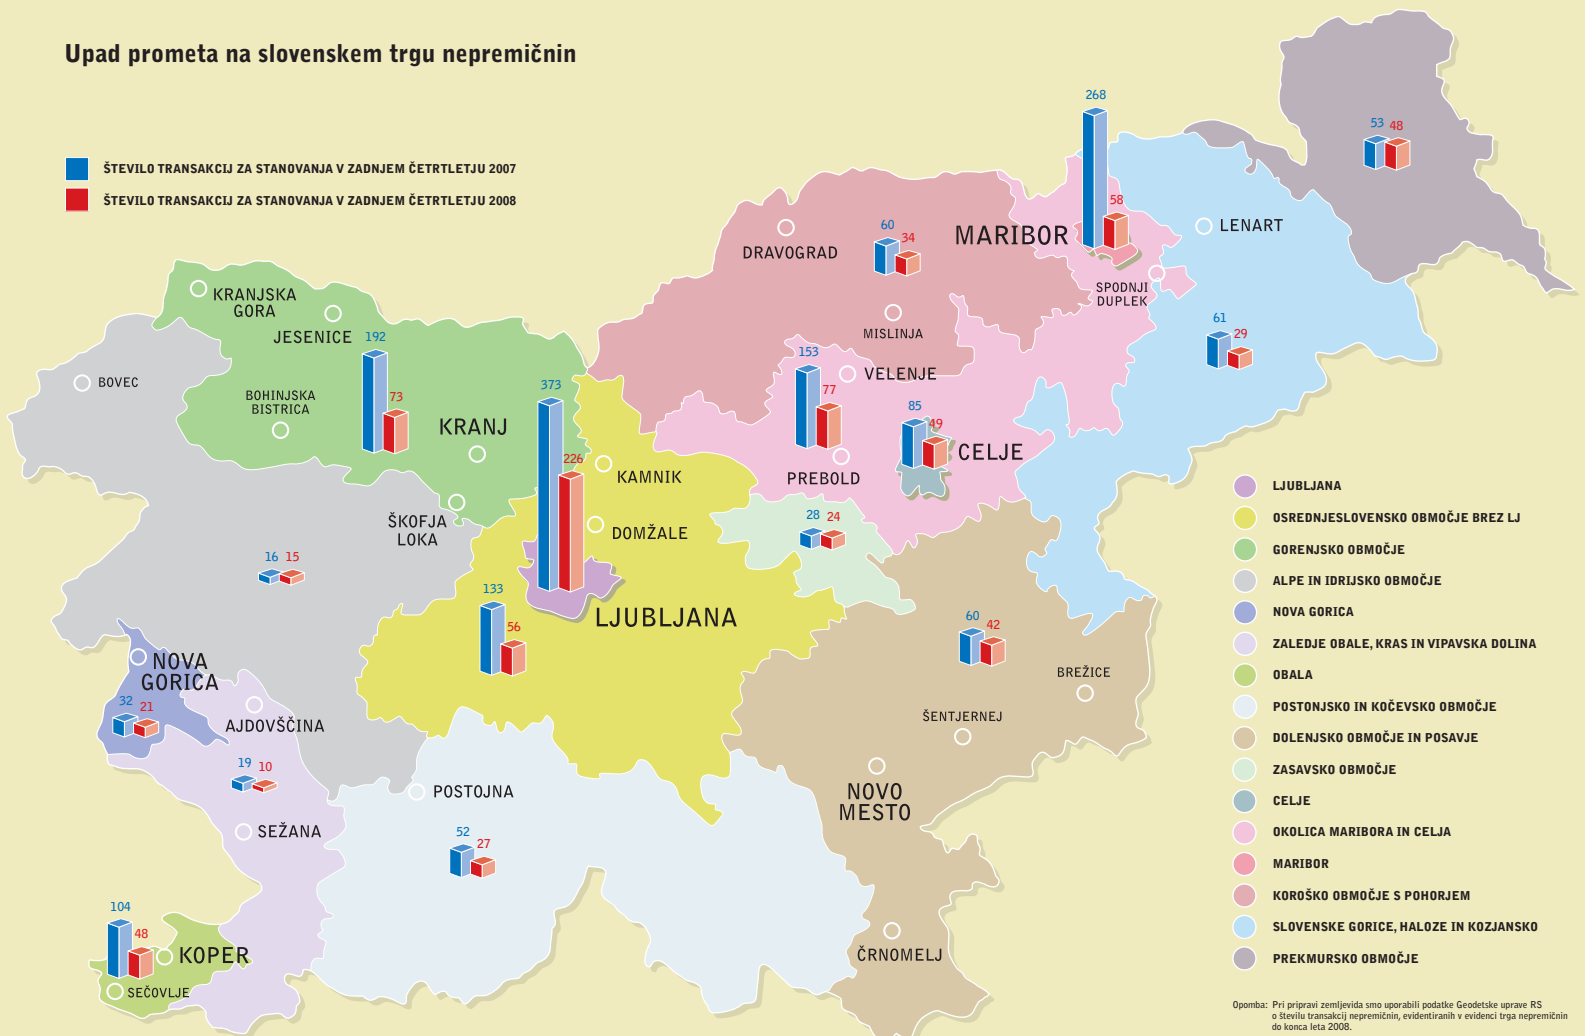 Upad prometa na slovenskem trgu nepremičnin
ŠTEVILO TRANSAKCIJ ZA STANOVANJA V ZADNJEM ČETRTLETJU 2007
ŠTEVILO TRANSAKCIJ ZA STANOVANJA V ZADNJEM ČETRTLETJU 2008
268
53 48
58
LENART
60
34
MARIBOR
DRAVOGRAD
SPODNJI
DUPLEK
KRANJSKA
GORA
JESENICE
192
61
29
MISLINJA
153
VELENJE
BOVEC
BOHINJSKA
BISTRICA
73
373
77
85
49
KRANJ
CELJE
226
KAMNIK
PREBOLD
ŠKOFJA
LOKA
DOMŽALE
28 24
16 15
133
56
LJUBLJANA
60
42
NOVA
GORICA
BREŽICE
32
21
AJDOVŠČINA
ŠENTJERNEJ
19 10
POSTOJNA
NOVO
MESTO
SEŽANA
52
27
104
48
KOPER
SEČOVLJE
ČRNOMELJ
LJUBLJANA
OSREDNJESLOVENSKO OBMOČJE BREZ LJ
GORENJSKO OBMOČJE
ALPE IN IDRIJSKO OBMOČJE
NOVA GORICA
ZALEDJE OBALE, KRAS IN VIPAVSKA DOLINA
OBALA
POSTONJSKO IN KOČEVSKO OBMOČJE
DOLENJSKO OBMOČJE IN POSAVJE
ZASAVSKO OBMOČJE
CELJE
OKOLICA MARIBORA IN CELJA
MARIBOR
KOROŠKO OBMOČJE S POHORJEM
SLOVENSKE GORICE, HALOZE IN KOZJANSKO
PREKMURSKO OBMOČJE
Opomba: Pri pripravi zemljevida smo uporabili podatke Geodetske uprave RS
o številu transakcij nepremičnin, evidentiranih v evidenci trga nepremičnin
do konca leta 2008.